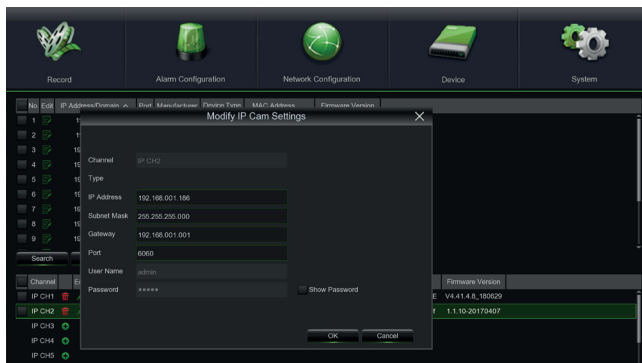 Record Alarm Configuration Network Configuration Device System
No. Edit IP Address/Domain Port Manufacturer Device Type MAC Address Firmware Version
Modify IP Cam Settings
1
2
3
4
5
6
7
8
9
Channel IP CH2
Type
IP Address 192.168.001.186
Subnet Mask 255.255.255.000
Gateway 192.168.001.001
Port 6060
User Name admin
Password ***** Show Password
OK Cancel
Search
Channel Firmware Version
IP CH1 V4.41.4.8_180629
IP CH2 1.1.10-20170407
IP CH3
IP CH4
IP CH5